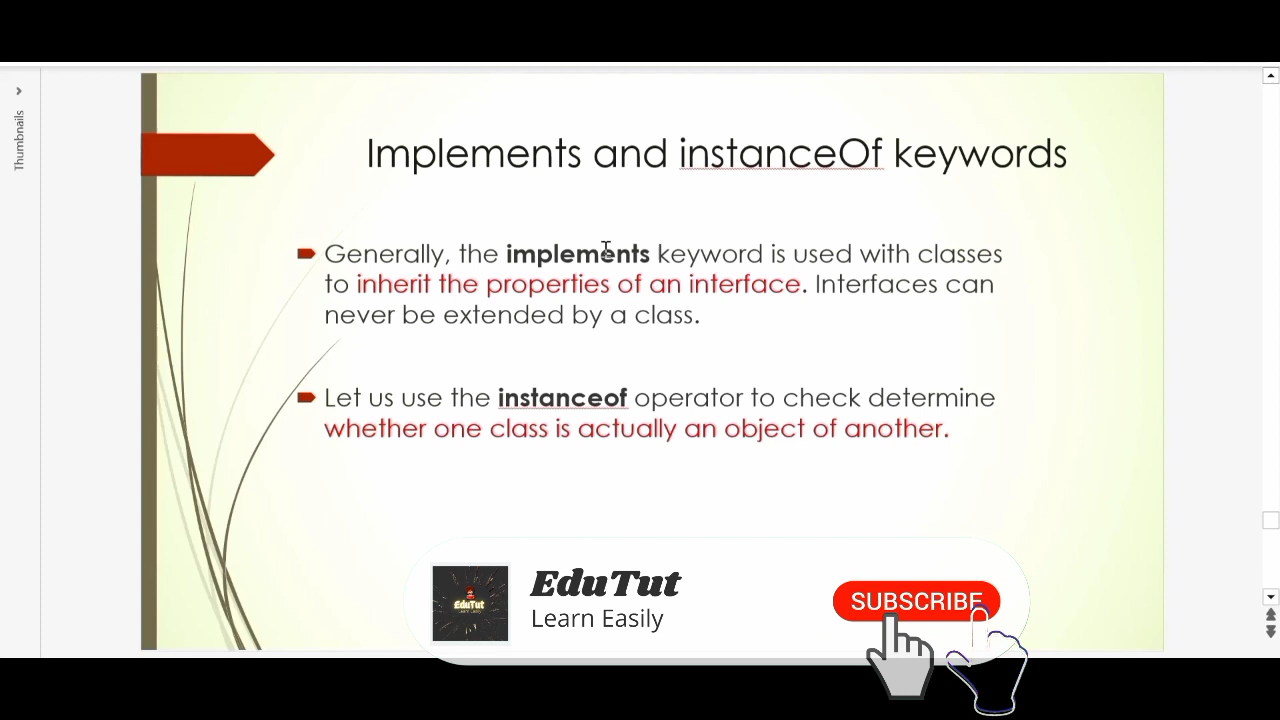 Thumbnails
Implements and instanceOf keywords
Generally, the implements keyword is used with classes
to inherit the properties of an interface. Interfaces can
never be extended by a class.
Let us use the instanceof operator to check determine
whether one class is actually an object of another.
EduTut
EduTut
Learn Easily
SUBSCRIBE